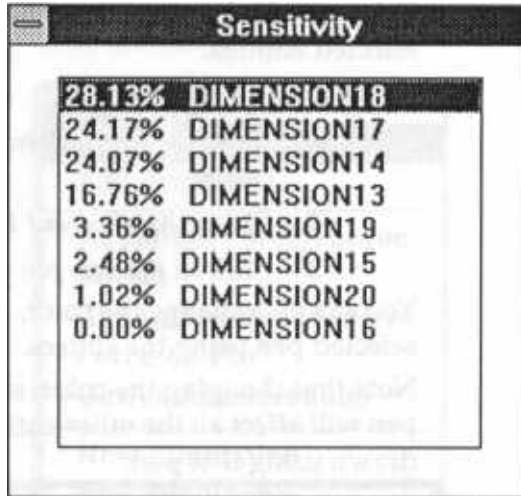 Sensitivity
28.13% DIMENSION18
24.17% DIMENSION17
24.07% DIMENSION14
16.76% DIMENSION13
3.36% DIMENSION19
2.48% DIMENSION15
1.02% DIMENSION20
0.00% DIMENSION16